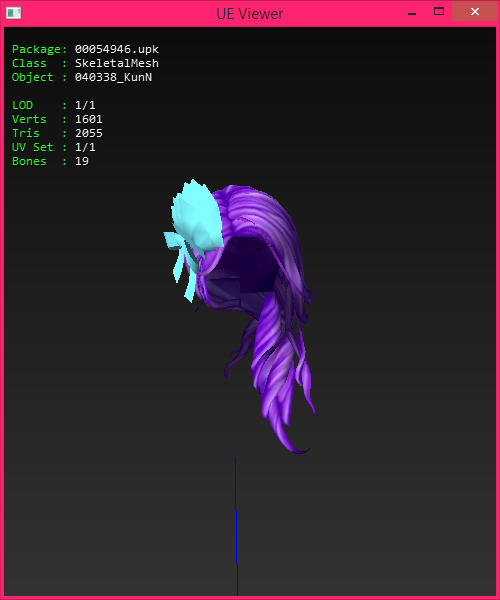 UE Viewer
Package: 00054946.upk
Class  : SkeletalMesh
Object : 040338_KunN
LOD    : 1/1
Verts  : 1601
Tris   : 2055
UV Set : 1/1
Bones  : 19